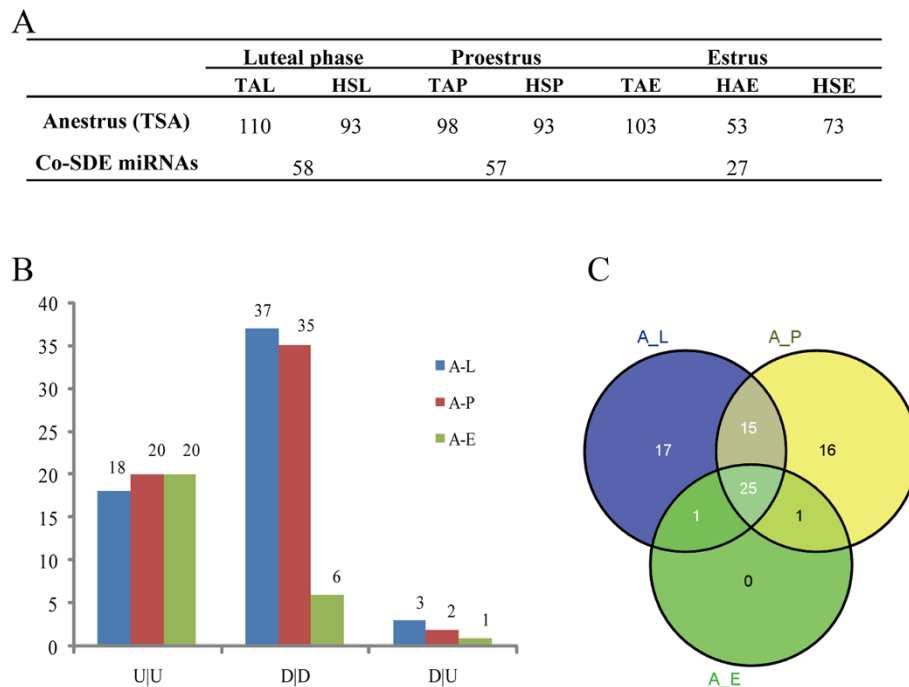 A
Luteal phase Proestrus Estrus
TAL HSL TAP HSP TAE HAE HSE
Anestrus (TSA) 110 93 98 93 103 53 73
Co-SDE miRNAs 58 57 27
B
40
35
30
25
20
15
10
5
0
18 20 20
37 35 6
3 2 1
U|U D|D D|U
A-L
A-P
A-E
C
A_L A_P
15
17 16
25
1 1
0
A_E